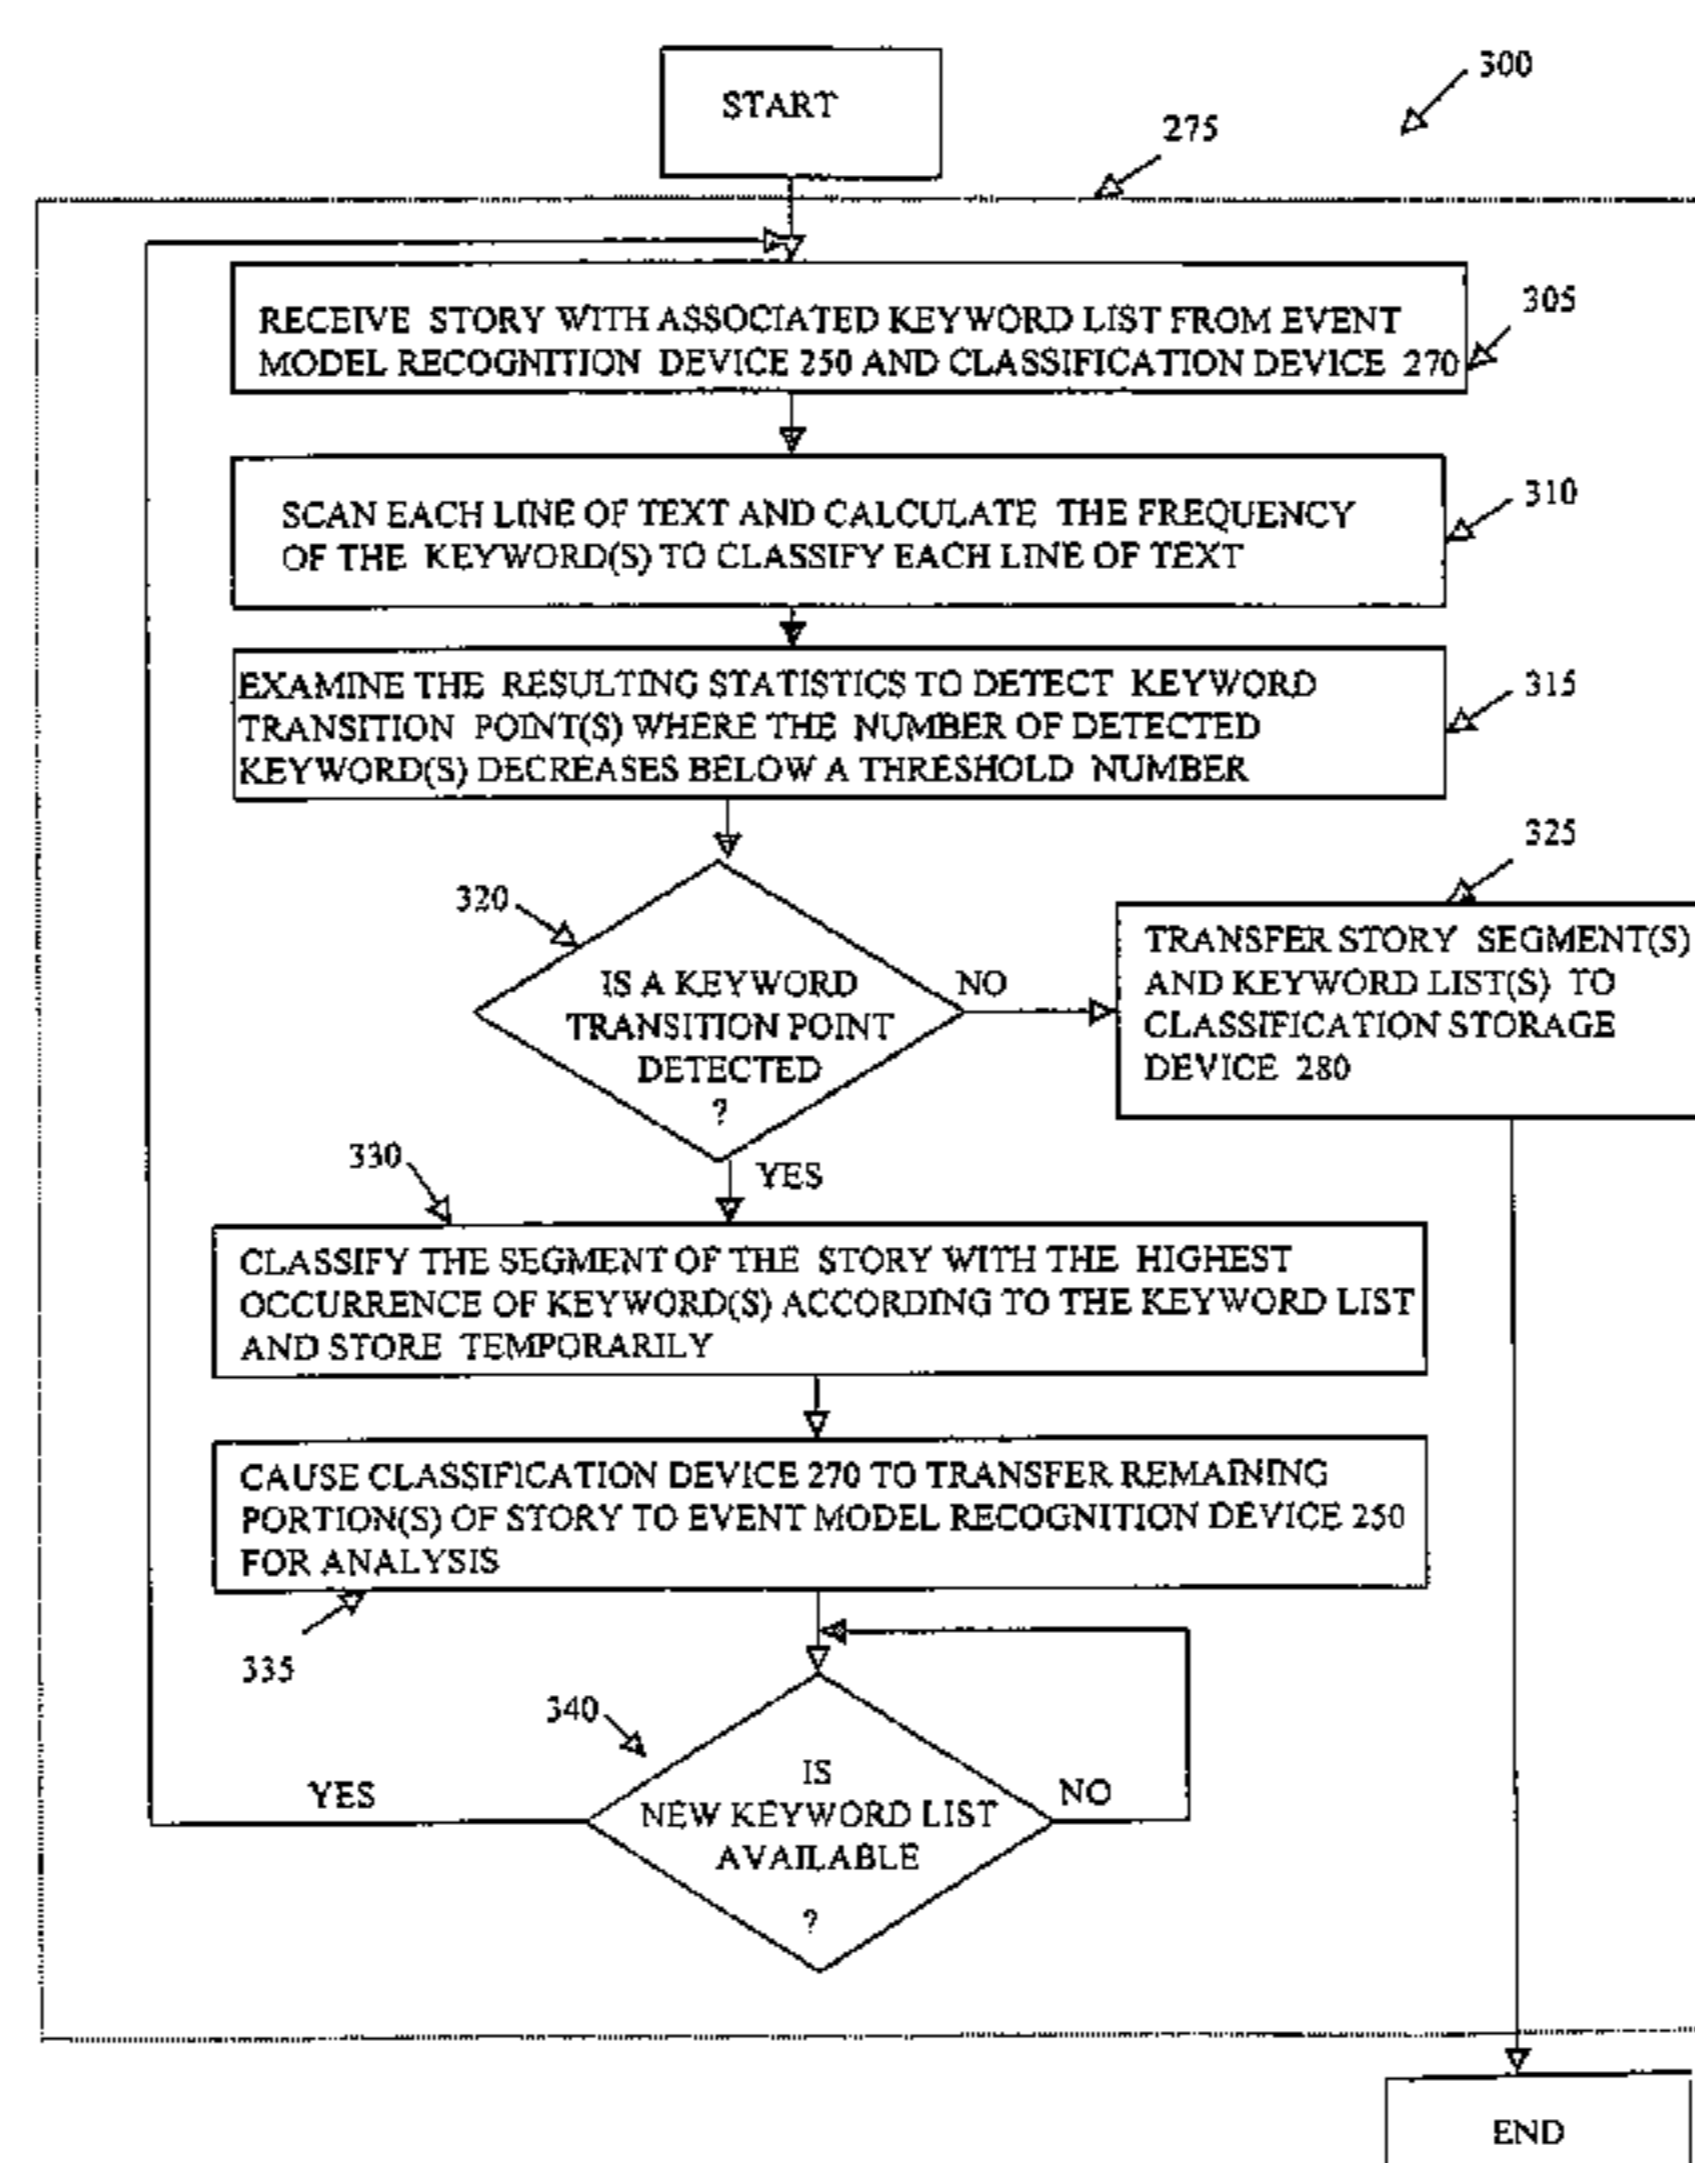 START
300
275
RECEIVE STORY WITH ASSOCIATED KEYWORD LIST FROM EVENT
MODEL RECOGNITION DEVICE 250 AND CLASSIFICATION DEVICE 270
305
SCAN EACH LINE OF TEXT AND CALCULATE THE FREQUENCY
OF THE KEYWORD(S) TO CLASSIFY EACH LINE OF TEXT
310
EXAMINE THE RESULTING STATISTICS TO DETECT KEYWORD
TRANSITION POINT(S) WHERE THE NUMBER OF DETECTED
KEYWORD(S) DECREASES BELOW A THRESHOLD NUMBER
315
320
IS A KEYWORD
TRANSITION POINT
DETECTED
?
NO
YES
325
TRANSFER STORY SEGMENT(S)
AND KEYWORD LIST(S) TO
CLASSIFICATION STORAGE
DEVICE 280
330
CLASSIFY THE SEGMENT OF THE STORY WITH THE HIGHEST
OCCURRENCE OF KEYWORD(S) ACCORDING TO THE KEYWORD LIST
AND STORE TEMPORARILY
CAUSE CLASSIFICATION DEVICE 270 TO TRANSFER REMAINING
PORTION(S) OF STORY TO EVENT MODEL RECOGNITION DEVICE 250
FOR ANALYSIS
335
340
IS
NEW KEYWORD LIST
AVAILABLE
?
YES
NO
END